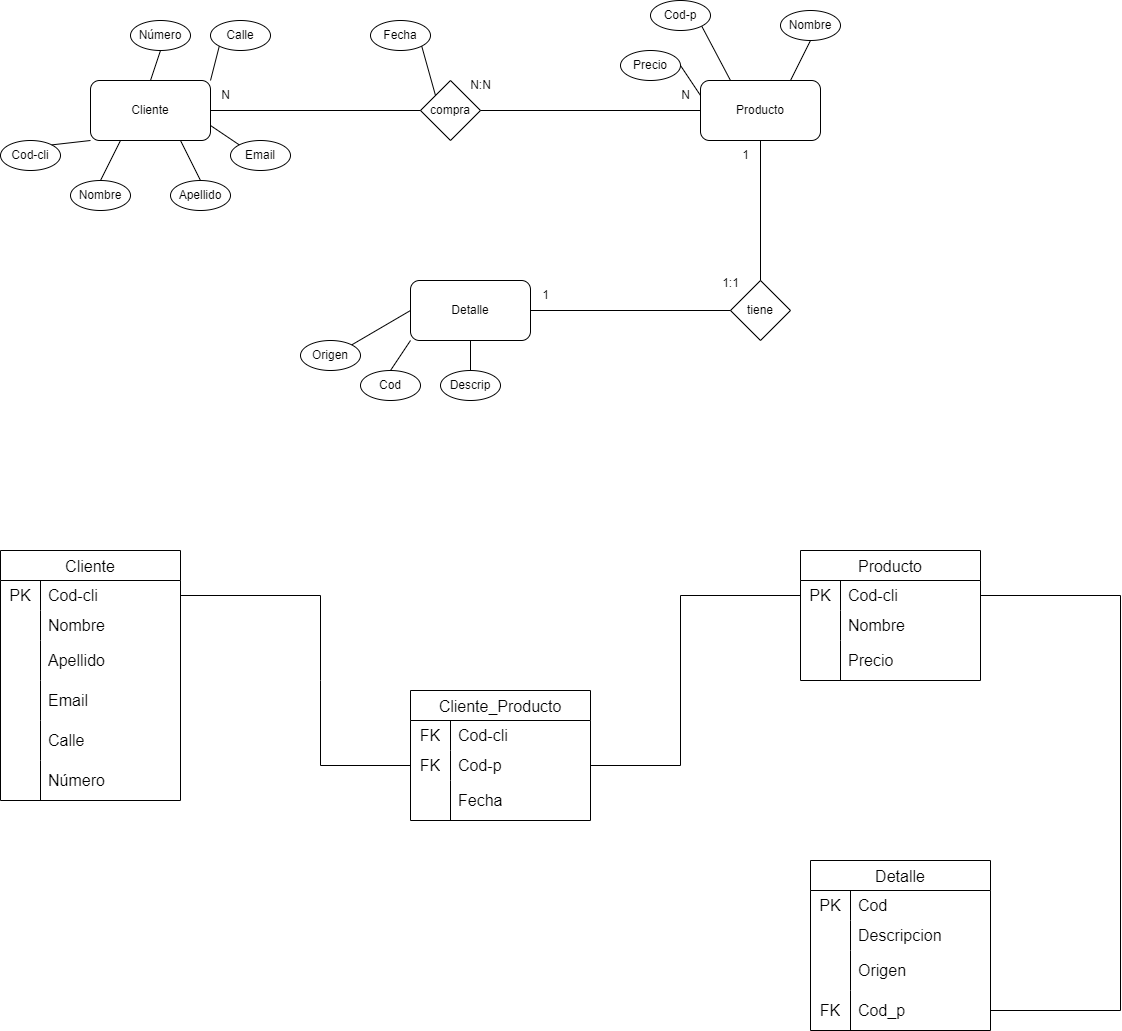 Número
Calle
Fecha
Cod-p
Nombre
Precio
N
N:N
N
Cliente
compra
Producto
Cod-cli
Email
1
Nombre
Apellido
1:1
1
Detalle
tiene
Origen
Cod
Descrip
Cliente
PK Cod-cli
Nombre
Apellido
Email
Calle
Número
Cliente_Producto
FK Cod-cli
FK Cod-p
Fecha
Producto
PK Cod-cli
Nombre
Precio
Detalle
PK Cod
Descripcion
Origen
FK Cod_p